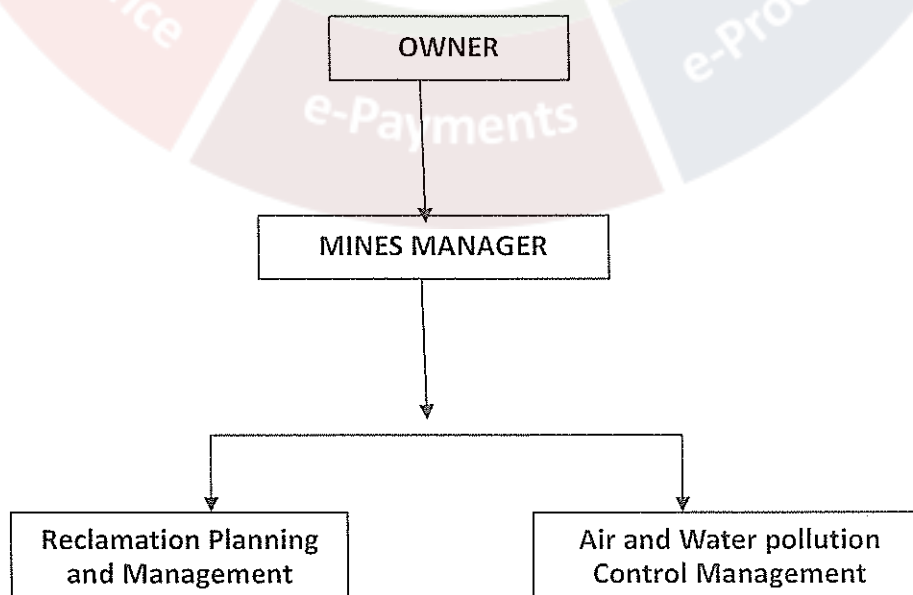 OWNER
e-Payments
MINES MANAGER
Reclamation Planning
and Management
Air and Water pollution
Control Management